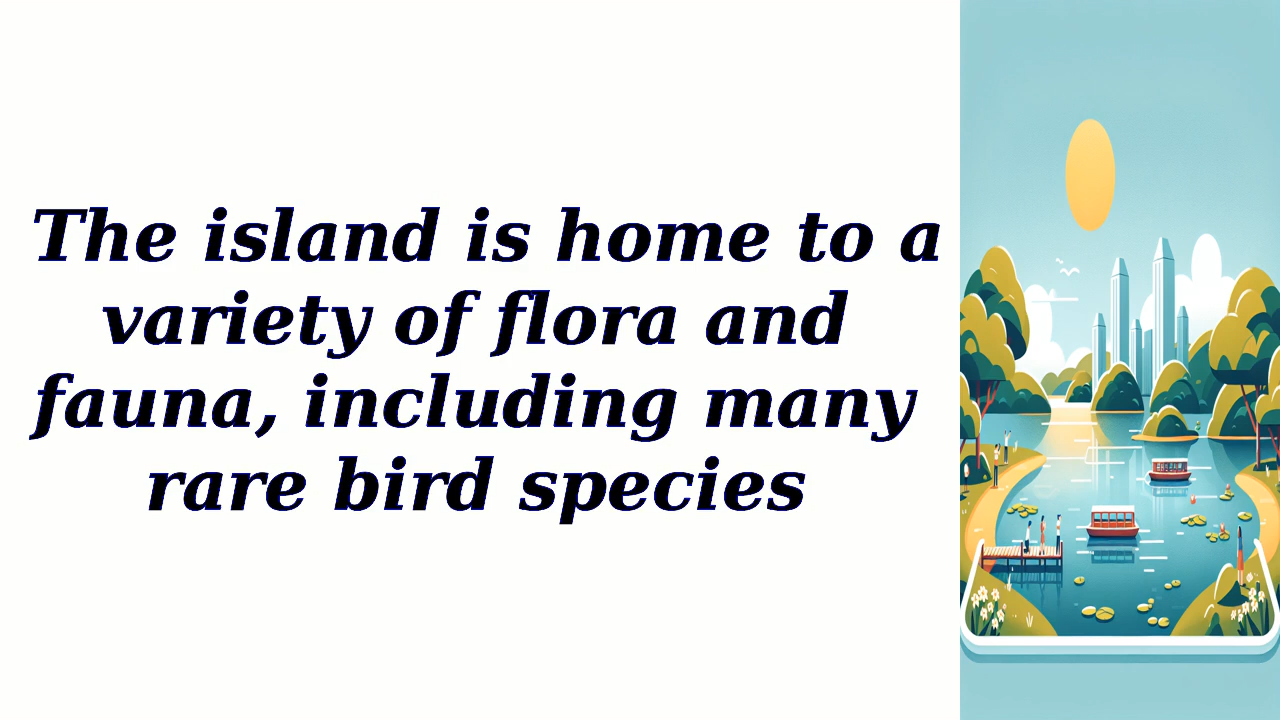 The island is home to a
variety of flora and
fauna, including many
rare bird species